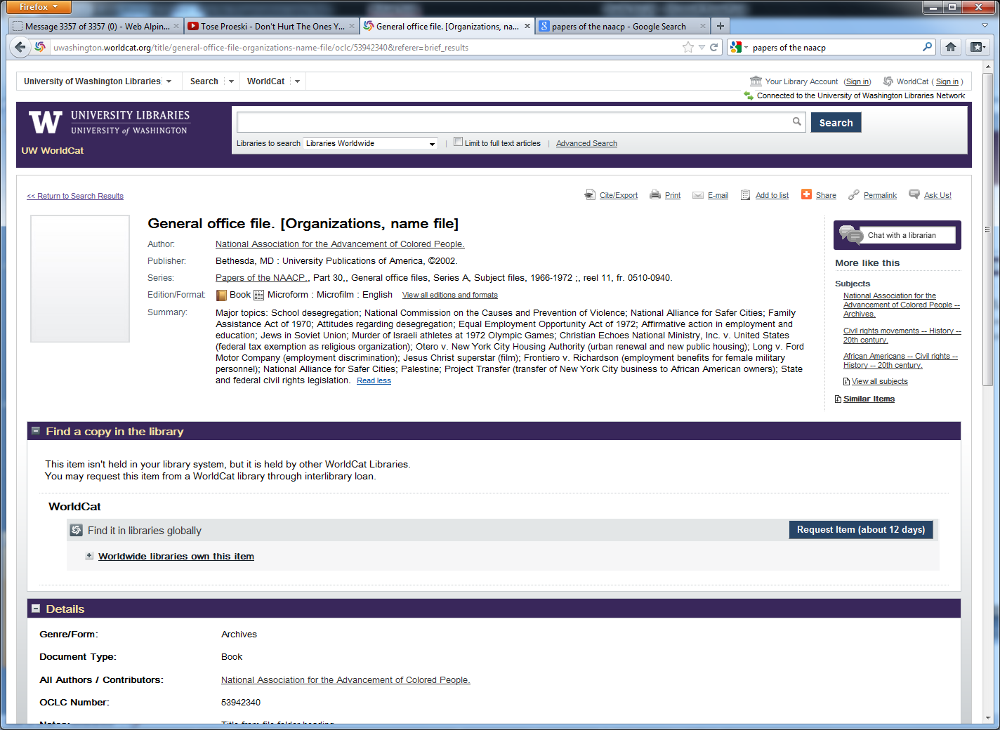 Firefox
Message 3357 of 3357 (0) - Web Alpin...
Tose Proeski - Don't Hurt The Ones Y...
General office file. [Organizations, na...
papers of the naacp - Google Search
uwashington.worldcat.org/title/general-office-file-organizations-name-file/oclc/53942340&referer=brief_results
papers of the naacp
University of Washington Libraries
Search
WorldCat
Your Library Account (Sign in)
WorldCat ( Sign in )
Connected to the University of Washington Libraries Network
W UNIVERSITY LIBRARIES
UNIVERSITY of WASHINGTON
UW WorldCat
Search
Libraries to search Libraries Worldwide | Limit to full text articles | Advanced Search
<< Return to Search Results
Cite/Export Print E-mail Add to list Share Permalink Ask Us!
General office file. [Organizations, name file]
Author: National Association for the Advancement of Colored People.
Publisher: Bethesda, MD : University Publications of America, ©2002.
Series: Papers of the NAACP., Part 30,, General office files, Series A, Subject files, 1966-1972 ;, reel 11, fr. 0510-0940.
Edition/Format: Book Microform : Microfilm : English View all editions and formats
Summary: Major topics: School desegregation; National Commission on the Causes and Prevention of Violence; National Alliance for Safer Cities; Family
Assistance Act of 1970; Attitudes regarding desegregation; Equal Employment Opportunity Act of 1972; Affirmative action in employment and
education; Jews in Soviet Union; Murder of Israeli athletes at 1972 Olympic Games; Christian Echoes National Ministry, Inc. v. United States
(federal tax exemption as religious organization); Otero v. New York City Housing Authority (urban renewal and new public housing); Long v. Ford
Motor Company (employment discrimination); Jesus Christ superstar (film); Frontiero v. Richardson (employment benefits for female military
personnel); National Alliance for Safer Cities; Palestine; Project Transfer (transfer of New York City business to African American owners); State
and federal civil rights legislation. Read less
Chat with a librarian
More like this
Subjects
National Association for the
Advancement of Colored People --
Archives.
Civil rights movements -- History --
20th century.
African Americans -- Civil rights --
History -- 20th century.
View all subjects
Similar Items
Find a copy in the library
This item isn't held in your library system, but it is held by other WorldCat Libraries.
You may request this item from a WorldCat library through interlibrary loan.
WorldCat
Find it in libraries globally
Request Item (about 12 days)
Worldwide libraries own this item
Details
Genre/Form: Archives
Document Type: Book
All Authors / Contributors: National Association for the Advancement of Colored People.
OCLC Number: 53942340
Notes: Title from file folder heading.